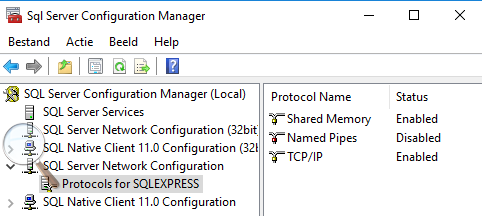 Sql Server Configuration Manager
Bestand Actie Beeld Help
SQL Server Configuration Manager (Local)
SQL Server Services
SQL Server Network Configuration (32bit
SQL Native Client 11.0 Configuration (32
SQL Server Network Configuration
Protocols for SQLEXPRESS
SQL Native Client 11.0 Configuration
Protocol Name Status
Shared Memory Enabled
Named Pipes Disabled
TCP/IP Enabled